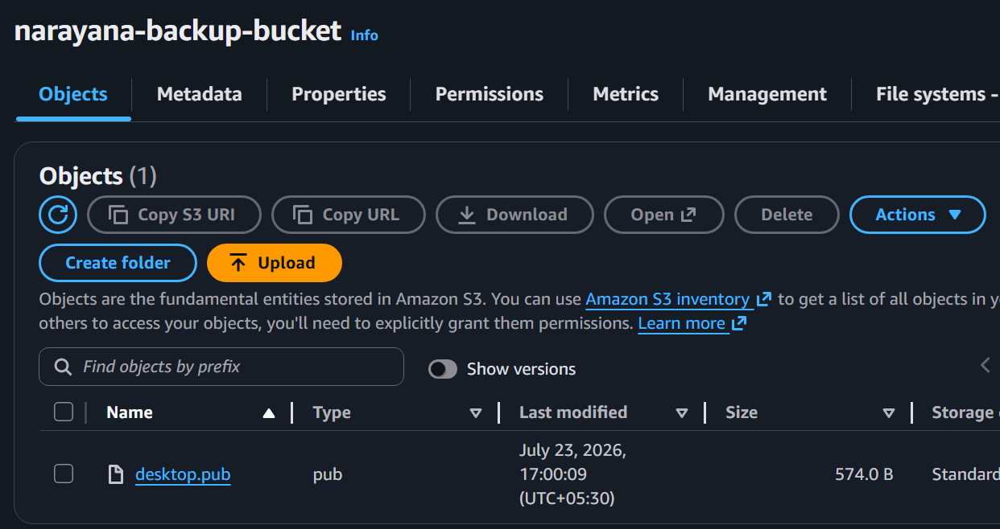 narayana-backup-bucket Info
Objects Metadata Properties Permissions Metrics Management File systems -
Objects (1)
Copy S3 URI Copy URL Download Open Delete Actions
Create folder Upload
Objects are the fundamental entities stored in Amazon S3. You can use Amazon S3 inventory to get a list of all objects in
others to access your objects, you'll need to explicitly grant them permissions. Learn more
Find objects by prefix Show versions
Name Type Last modified Size Storage
desktop.pub pub July 23, 2026,
17:00:09
(UTC+05:30) 574.0 B Standard